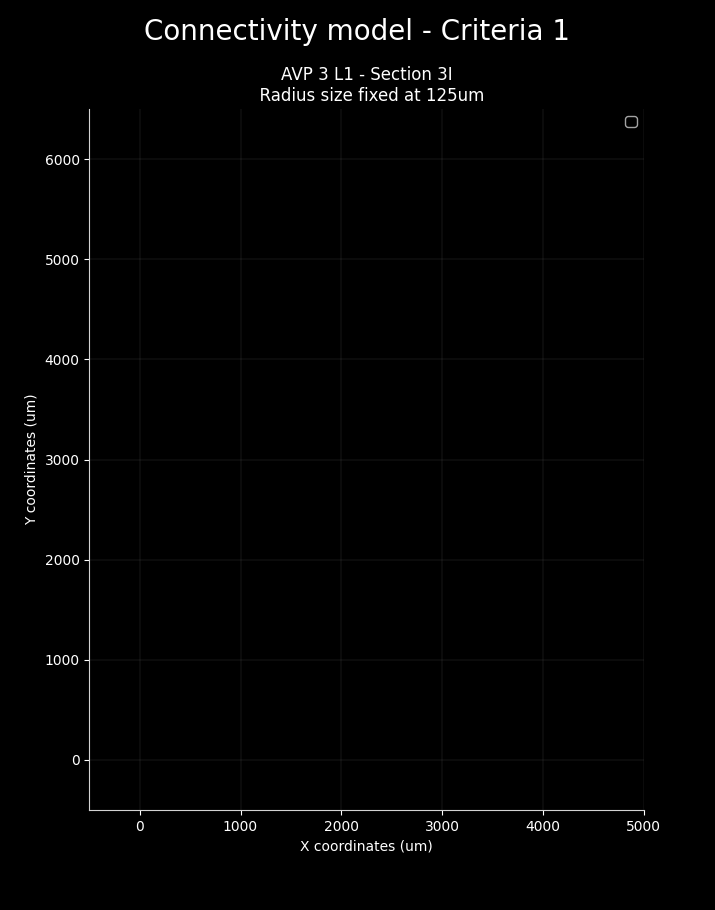 Connectivity model - Criteria 1
AVP 3 L1 - Section 3I
Radius size fixed at 125um
6000
5000
4000
3000
2000
1000
0
Y coordinates (um)
0 1000 2000 3000 4000 5000
X coordinates (um)